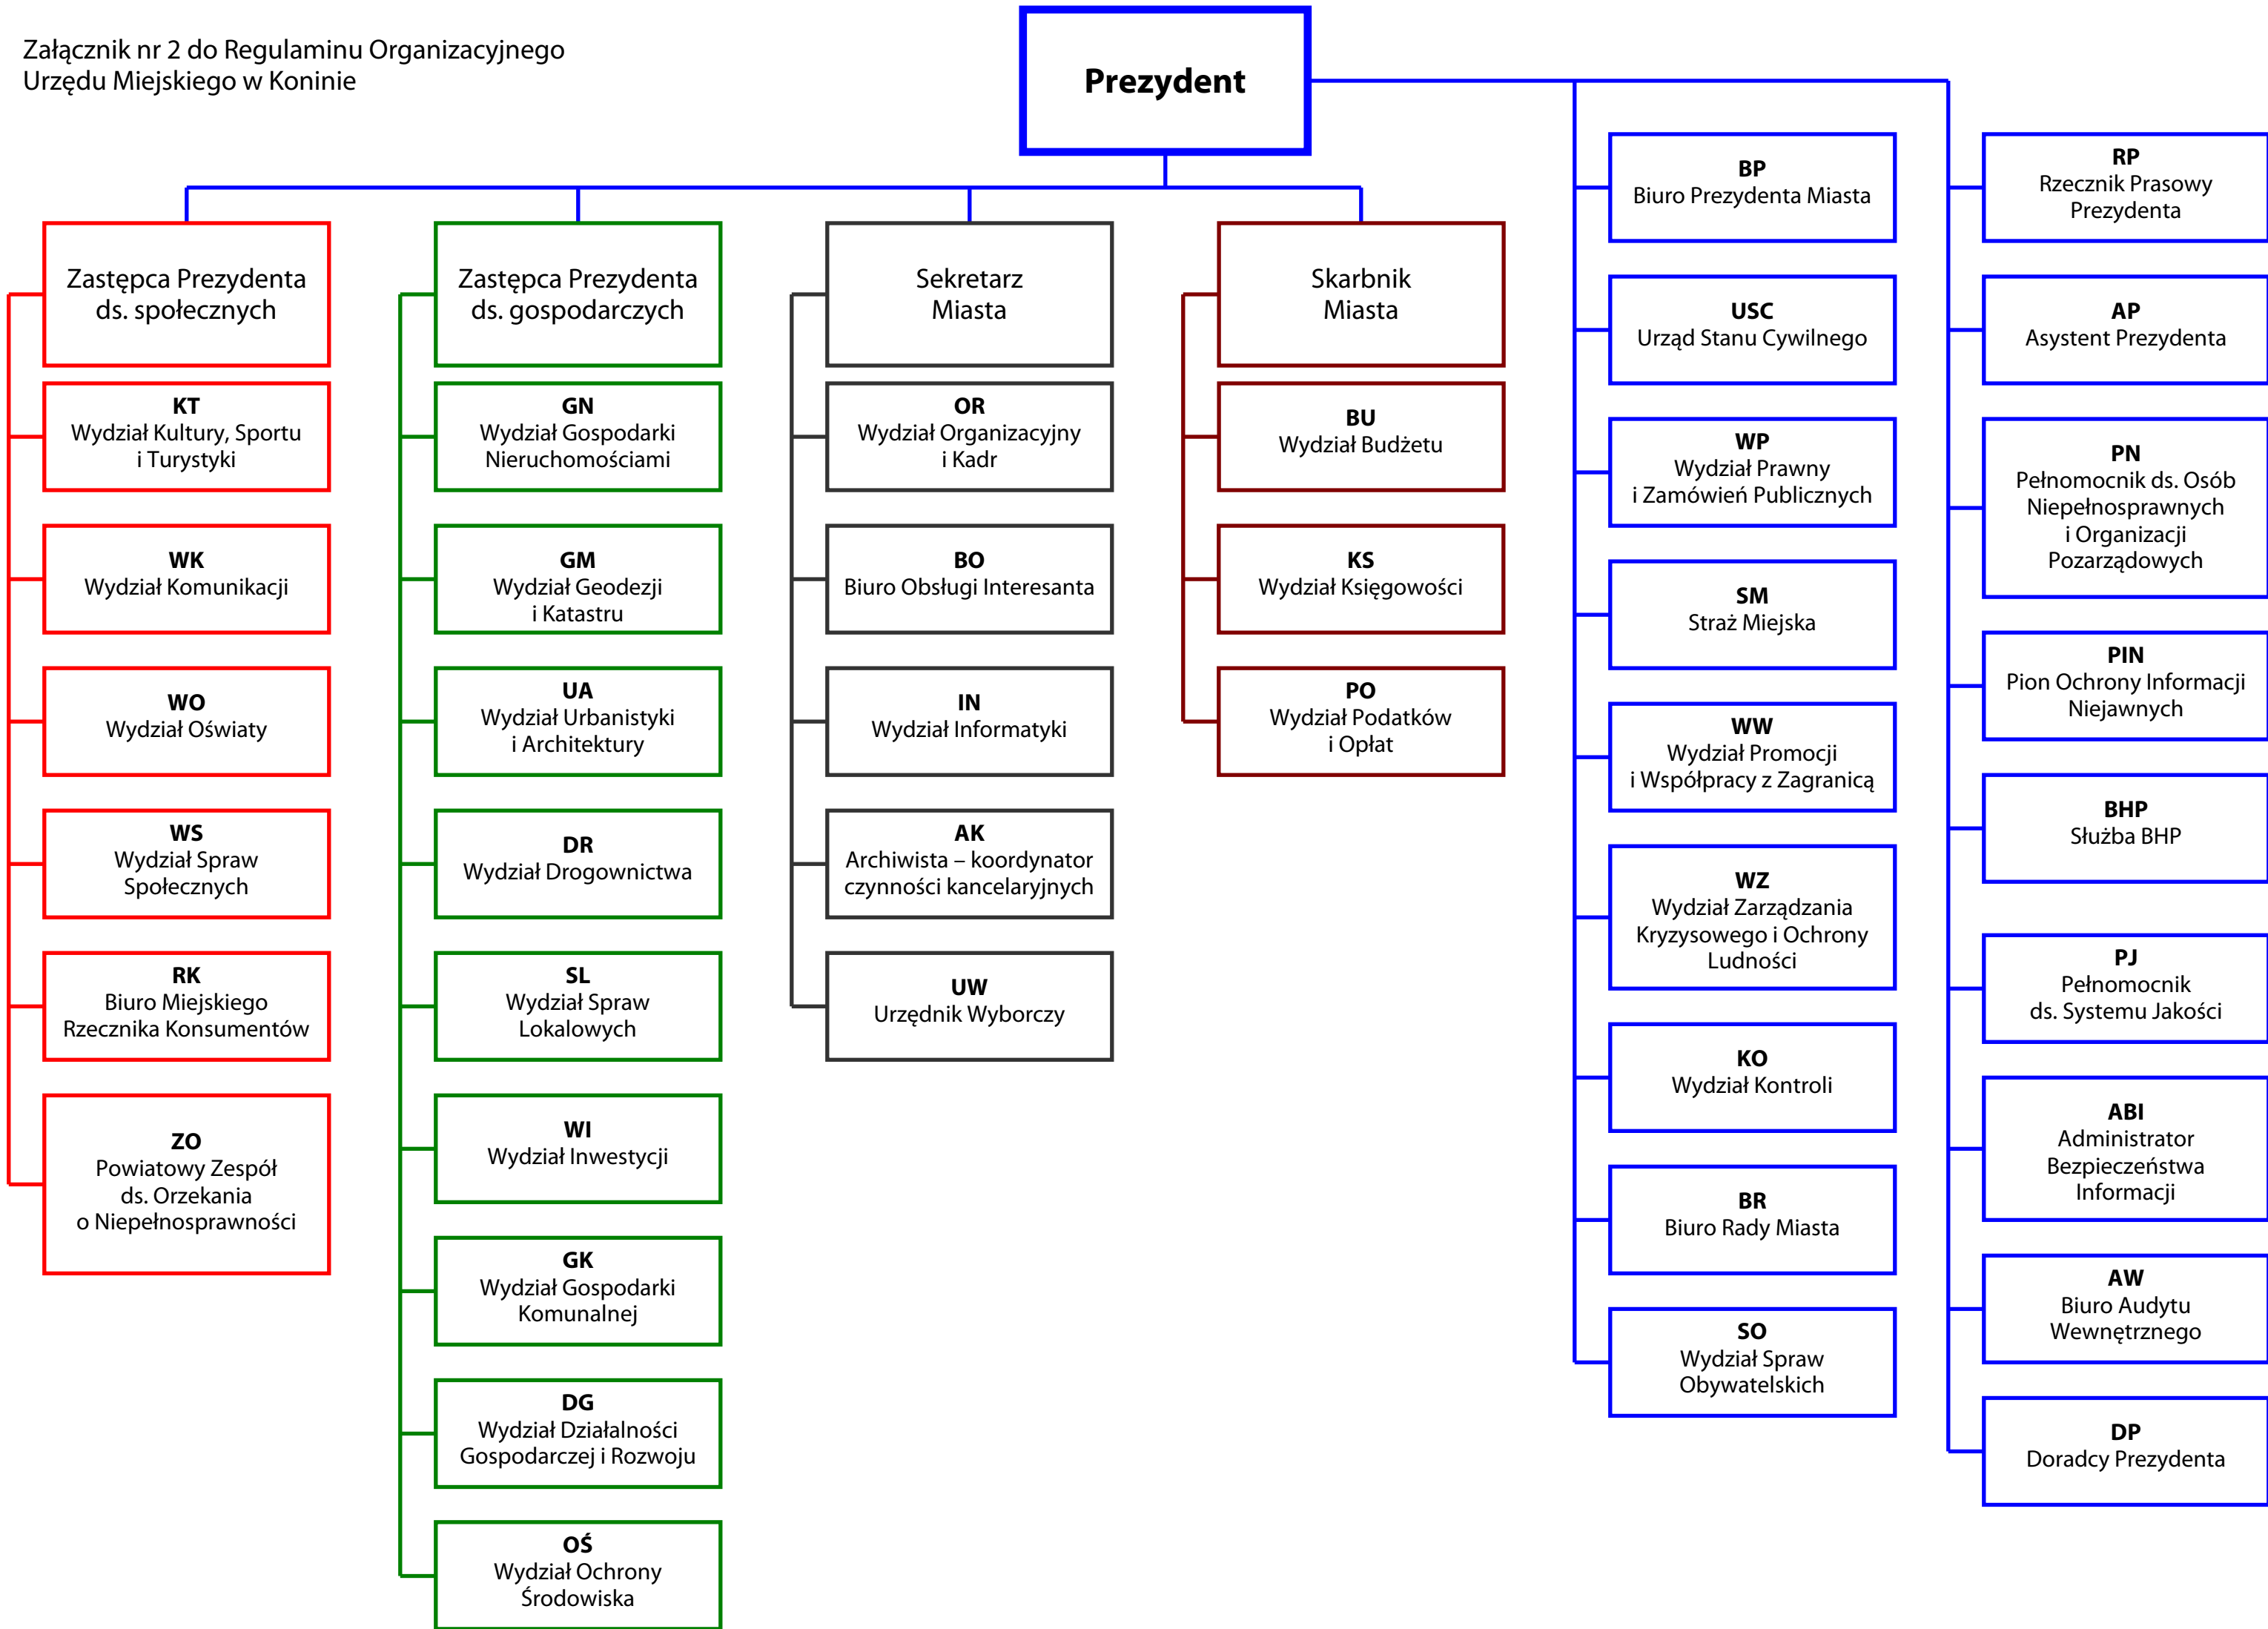 Załącznik nr 2 do Regulaminu Organizacyjnego
Urzędu Miejskiego w Koninie
Prezydent
Zastępca Prezydenta
ds. społecznych
KT
Wydział Kultury, Sportu
i Turystyki
WK
Wydział Komunikacji
WO
Wydział Oświaty
WS
Wydział Spraw
Społecznych
RK
Biuro Miejskiego
Rzecznika Konsumentów
ZO
Powiatowy Zespół
ds. Orzekania
o Niepełnosprawności
Zastępca Prezydenta
ds. gospodarczych
GN
Wydział Gospodarki
Nieruchomościami
GM
Wydział Geodezji
i Katastru
UA
Wydział Urbanistyki
i Architektury
DR
Wydział Drogownictwa
SL
Wydział Spraw
Lokalowych
WI
Wydział Inwestycji
GK
Wydział Gospodarki
Komunalnej
DG
Wydział Działalności
Gospodarczej i Rozwoju
OŚ
Wydział Ochrony
Środowiska
Sekretarz
Miasta
OR
Wydział Organizacyjny
i Kadr
BO
Biuro Obsługi Interesanta
IN
Wydział Informatyki
AK
Archiwista – koordynator
czynności kancelaryjnych
UW
Urzędnik Wyborczy
Skarbnik
Miasta
BU
Wydział Budżetu
KS
Wydział Księgowości
PO
Wydział Podatków
i Opłat
BP
Biuro Prezydenta Miasta
USC
Urząd Stanu Cywilnego
WP
Wydział Prawny
i Zamówień Publicznych
SM
Straż Miejska
WW
Wydział Promocji
i Współpracy z Zagranicą
WZ
Wydział Zarządzania
Kryzysowego i Ochrony
Ludności
KO
Wydział Kontroli
BR
Biuro Rady Miasta
SO
Wydział Spraw
Obywatelskich
RP
Rzecznik Prasowy
Prezydenta
AP
Asystent Prezydenta
PN
Pełnomocnik ds. Osób
Niepełnosprawnych
i Organizacji
Pozarządowych
PIN
Pion Ochrony Informacji
Niejawnych
BHP
Służba BHP
PJ
Pełnomocnik
ds. Systemu Jakości
ABI
Administrator
Bezpieczeństwa
Informacji
AW
Biuro Audytu
Wewnętrznego
DP
Doradcy Prezydenta